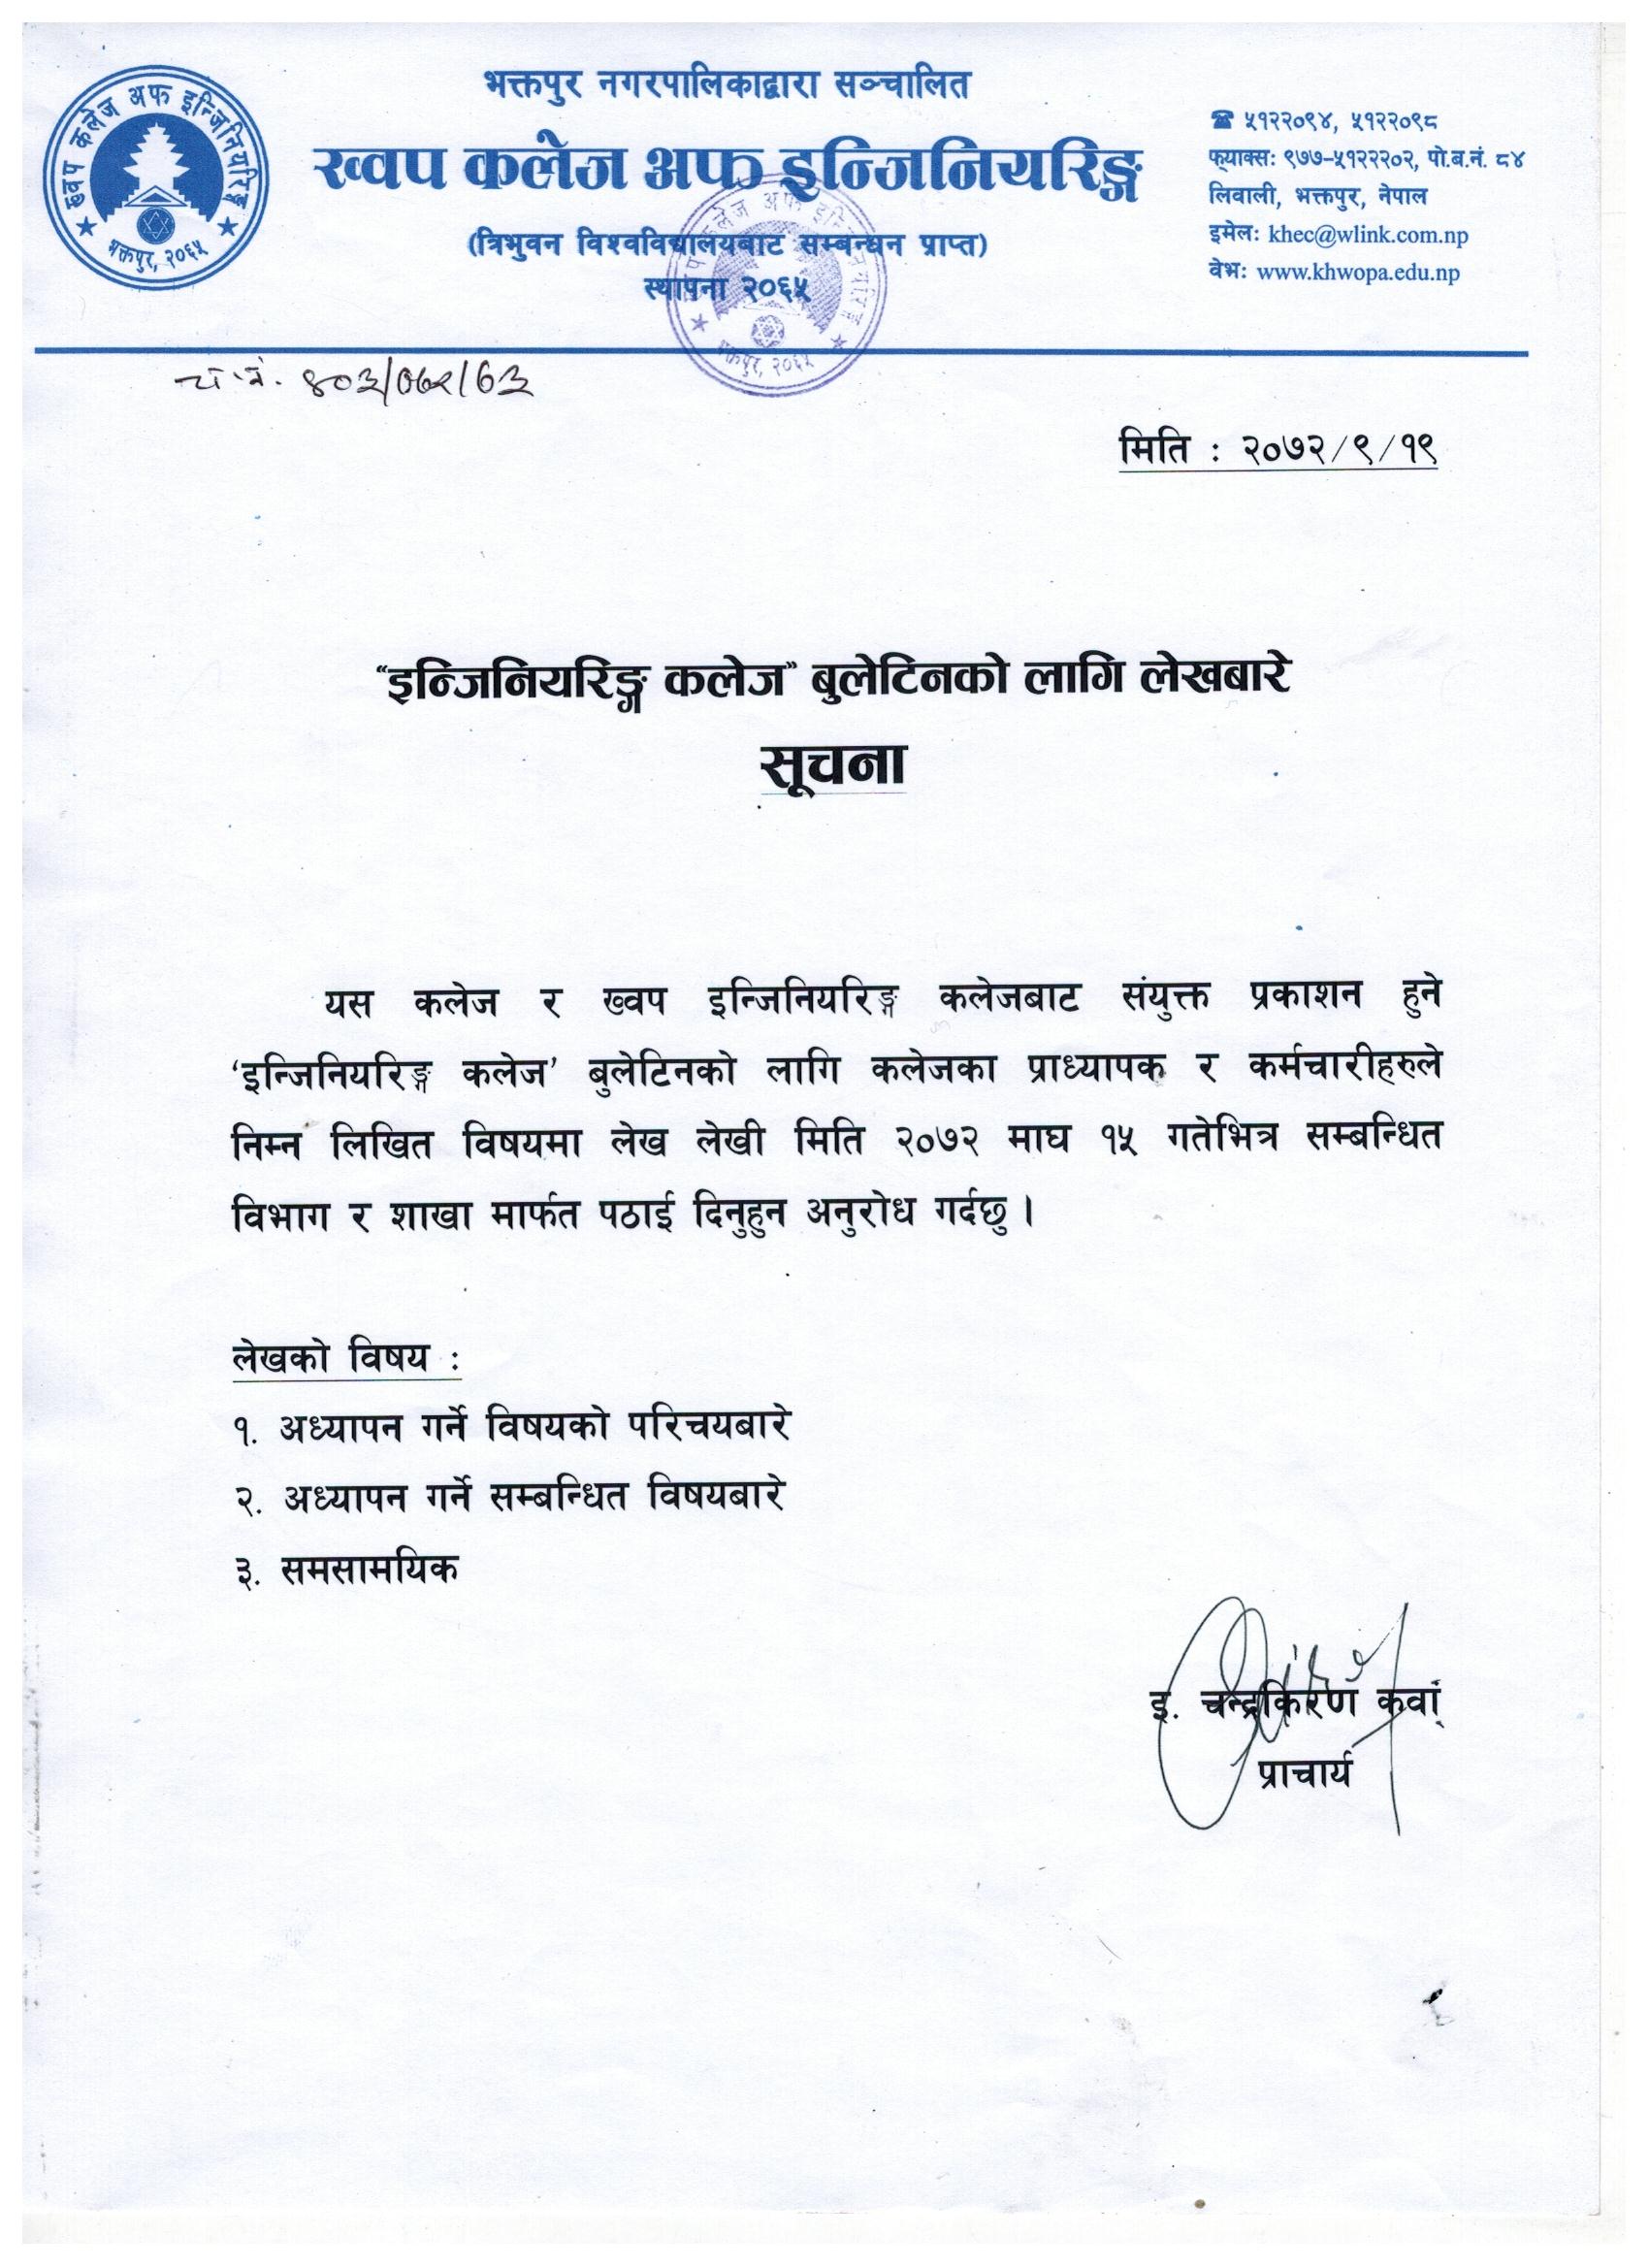 ख्वप कलेज अफ इन्जिनियरिङ्ग
भक्तपुर, २०६५
भक्तपुर नगरपालिकाद्वारा सञ्चालित
ख्वप कलेज अफ इन्जिनियरिङ्ग
(त्रिभुवन विश्वविद्यालयबाट सम्बन्धन प्राप्त)
स्थापना २०६५
☎ ५१२२०९४, ५१२२०९८
फ्याक्स: ९७७-५१२२२०२, पो.ब.नं. ८४
लिवाली, भक्तपुर, नेपाल
इमेल: khec@wlink.com.np
वेभ: www.khwopa.edu.np
च.नं. ४०३/०७२/७३
मिति : २०७२/९/१९
“इन्जिनियरिङ्ग कलेज” बुलेटिनको लागि लेखबारे
सूचना
यस कलेज र ख्वप इन्जिनियरिङ्ग कलेजबाट संयुक्त प्रकाशन हुने
‘इन्जिनियरिङ्ग कलेज’ बुलेटिनको लागि कलेजका प्राध्यापक र कर्मचारीहरुले
निम्न लिखित विषयमा लेख लेखी मिति २०७२ माघ १५ गतेभित्र सम्बन्धित
विभाग र शाखा मार्फत पठाई दिनुहुन अनुरोध गर्दछु ।
लेखको विषय :
१. अध्यापन गर्ने विषयको परिचयबारे
२. अध्यापन गर्ने सम्बन्धित विषयबारे
३. समसामयिक
इ. चन्द्रकिरण कवां
प्राचार्य